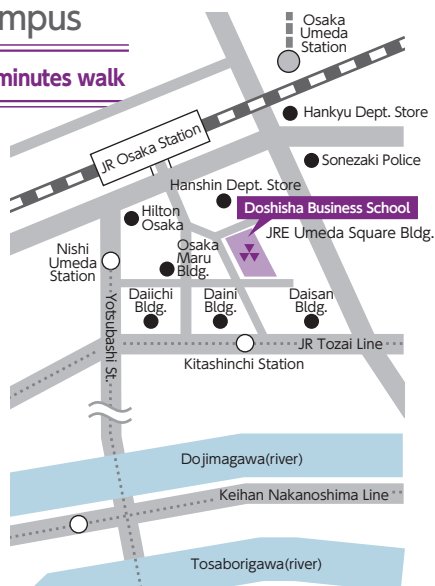 mpus
minutes walk
Osaka
Umeda
Station
Hankyu Dept. Store
JR Osaka Station
Sonezaki Police
Hanshin Dept. Store
Doshisha Business School
Hilton
Osaka
JRE Umeda Square Bldg.
Nishi
Umeda
Station
Osaka
Maru
Bldg.
Yotsubashi St.
Daiichi
Bldg.
Daini
Bldg.
Daisan
Bldg.
JR Tozai Line
Kitashinchi Station
Dojimagawa(river)
Keihan Nakanoshima Line
Tosaborigawa(river)